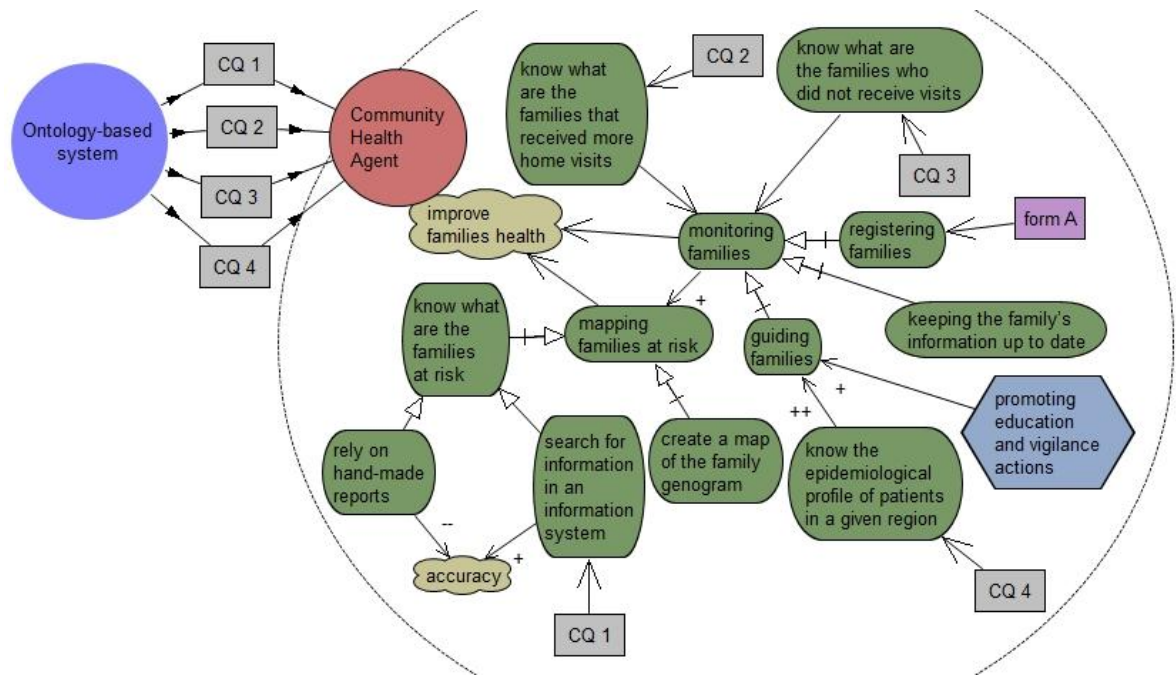 Ontology-based
system
CQ 1
CQ 2
CQ 3
CQ 4
Community
Health
Agent
know what
are the
families that
received more
home visits
CQ 2
know what are
the families who
did not receive visits
CQ 3
improve
families health
monitoring
families
registering
families
form A
+
keeping the family's
information up to date
know what
are the
families
at risk
mapping
families at risk
guiding
families
+
++
promoting
education
and vigilance
actions
rely on
hand-made
reports
search for
information
in an
information
system
create a map
of the family
genogram
know the
epidemiological
profile of patients
in a given region
--
+
accuracy
CQ 1
CQ 4